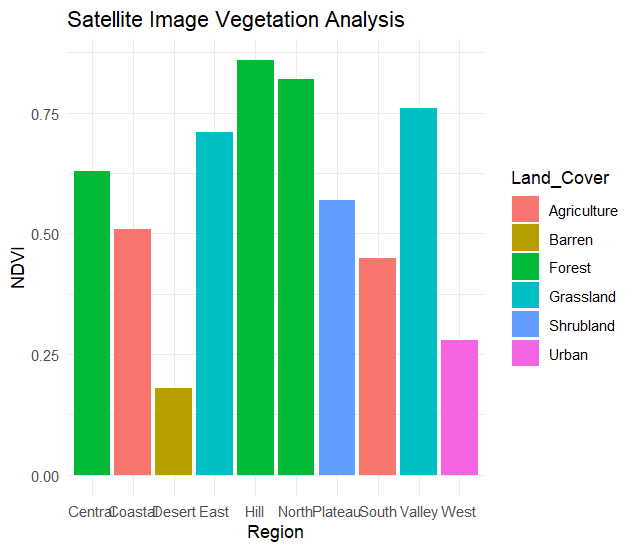 Satellite Image Vegetation Analysis
NDVI
0.75
0.50
0.25
0.00
Central Coastal Desert East Hill North Plateau South Valley West
Region
Land_Cover
Agriculture
Barren
Forest
Grassland
Shrubland
Urban